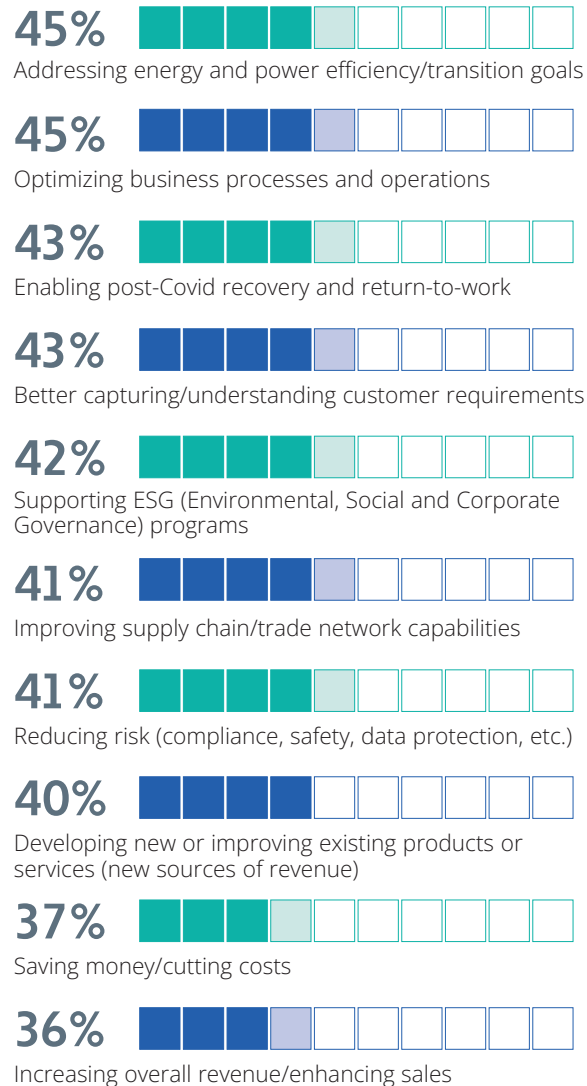 45%
Addressing energy and power efficiency/transition goals
45%
Optimizing business processes and operations
43%
Enabling post-Covid recovery and return-to-work
43%
Better capturing/understanding customer requirements
42%
Supporting ESG (Environmental, Social and Corporate
Governance) programs
41%
Improving supply chain/trade network capabilities
41%
Reducing risk (compliance, safety, data protection, etc.)
40%
Developing new or improving existing products or
services (new sources of revenue)
37%
Saving money/cutting costs
36%
Increasing overall revenue/enhancing sales